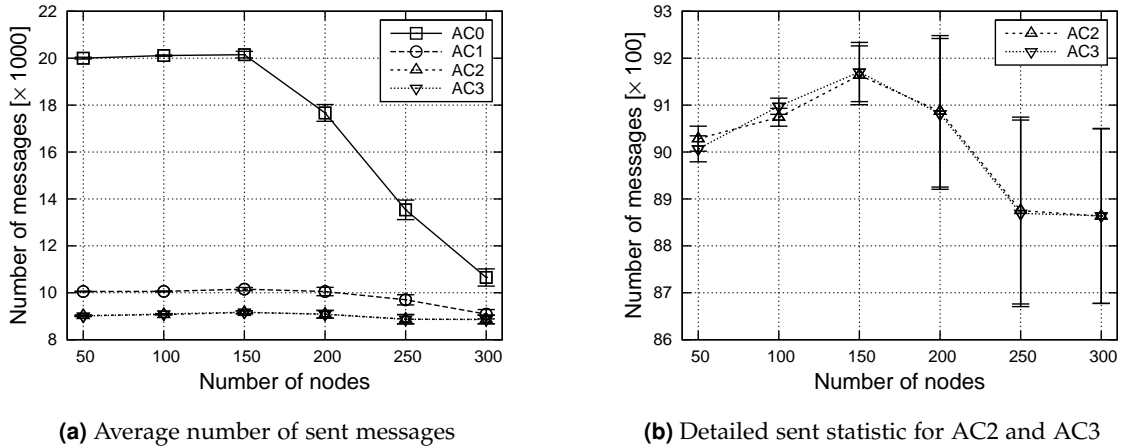 Number of messages [× 1000]
22
20
18
16
14
12
10
8
50 100 150 200 250 300
Number of nodes
AC0
AC1
AC2
AC3
(a) Average number of sent messages
Number of messages [× 100]
93
92
91
90
89
88
87
86
50 100 150 200 250 300
Number of nodes
AC2
AC3
(b) Detailed sent statistic for AC2 and AC3